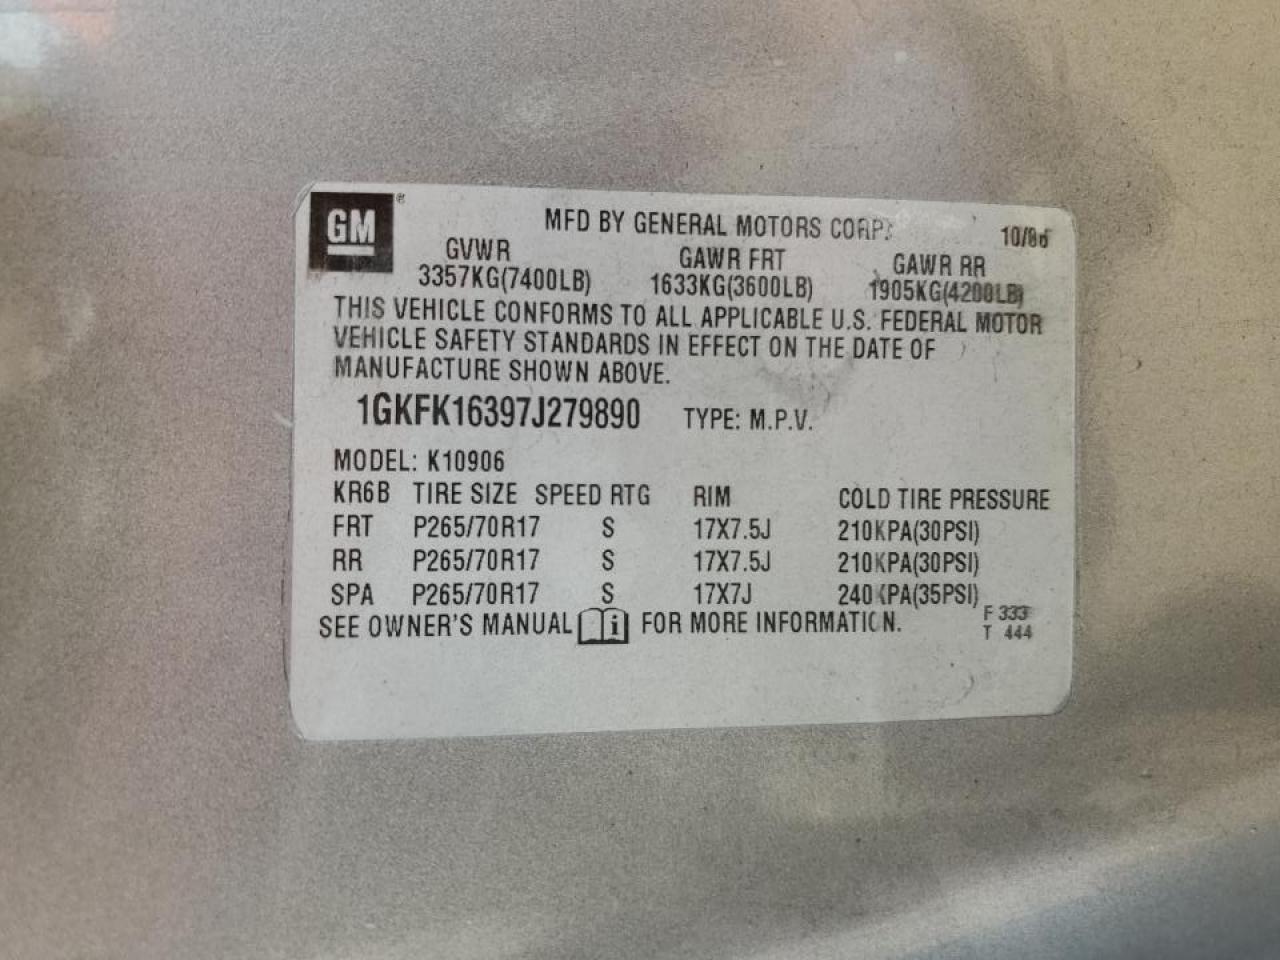 GM ®
MFD BY GENERAL MOTORS CORP. 10/06
GVWR GAWR FRT GAWR RR
3357KG(7400LB) 1633KG(3600LB) 1905KG(4200LB)
THIS VEHICLE CONFORMS TO ALL APPLICABLE U.S. FEDERAL MOTOR
VEHICLE SAFETY STANDARDS IN EFFECT ON THE DATE OF
MANUFACTURE SHOWN ABOVE.
1GKFK16397J279890 TYPE: M.P.V.
MODEL: K10906
KR6B TIRE SIZE SPEED RTG RIM COLD TIRE PRESSURE
FRT P265/70R17 S 17X7.5J 210KPA(30PSI)
RR P265/70R17 S 17X7.5J 210KPA(30PSI)
SPA P265/70R17 S 17X7J 240KPA(35PSI)
SEE OWNER'S MANUAL i FOR MORE INFORMATION.
F 333
T 444